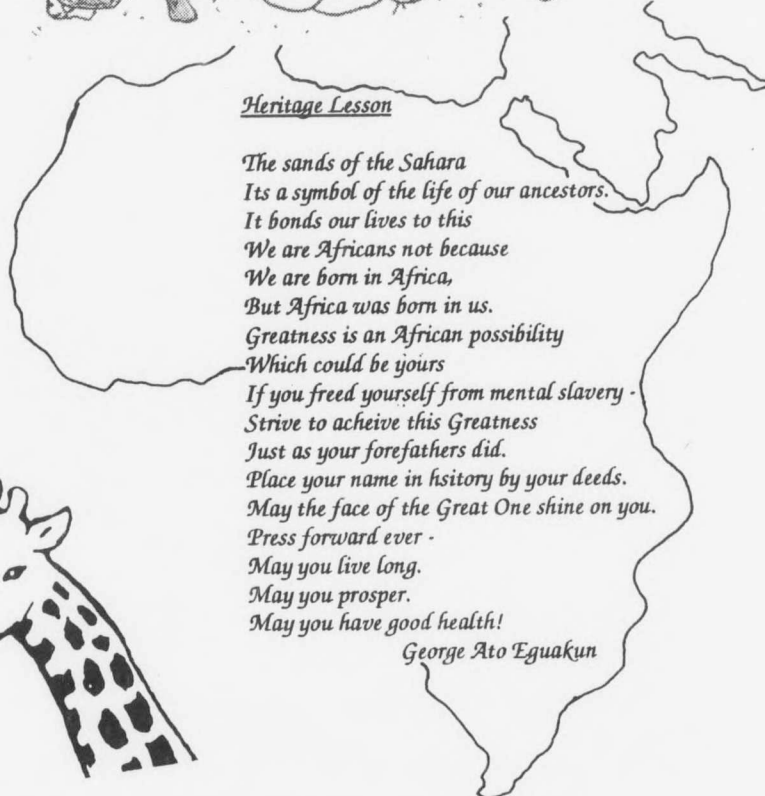 Heritage Lesson
The sands of the Sahara
Its a symbol of the life of our ancestors.
It bonds our lives to this
We are Africans not because
We are born in Africa,
But Africa was born in us.
Greatness is an African possibility
Which could be yours
If you freed yourself from mental slavery -
Strive to acheive this Greatness
Just as your forefathers did.
Place your name in hsitory by your deeds.
May the face of the Great One shine on you.
Press forward ever -
May you live long.
May you prosper.
May you have good health!
George Ato Eguakun